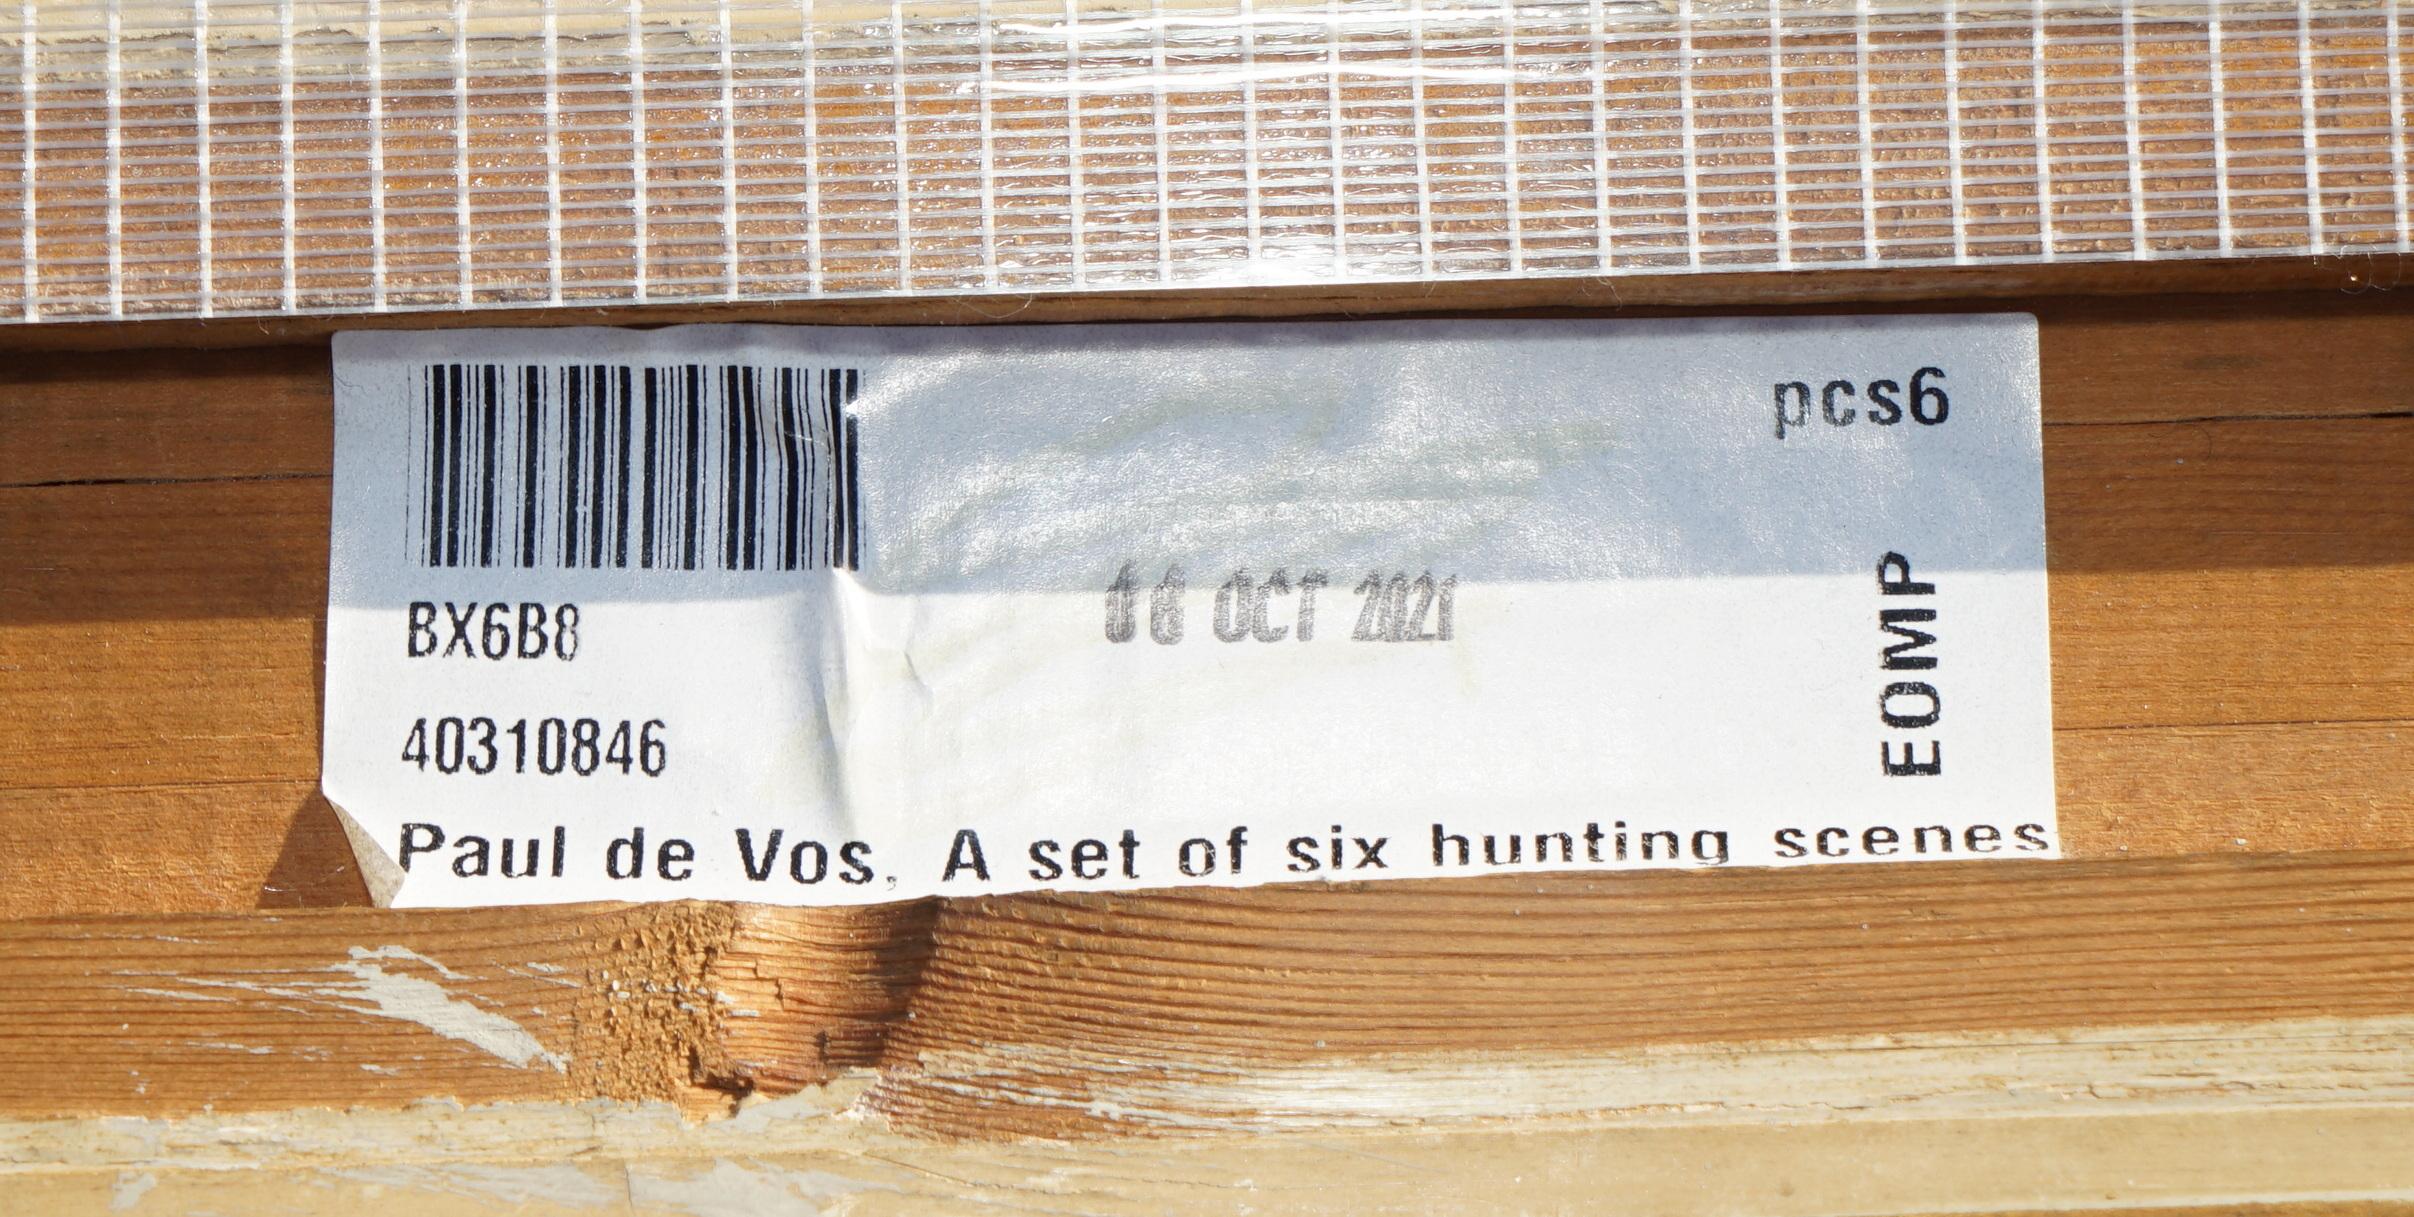 pcs6
BX6B8
OCT 2021
EOMP
40310846
Paul de Vos, A set of six hunting scenes